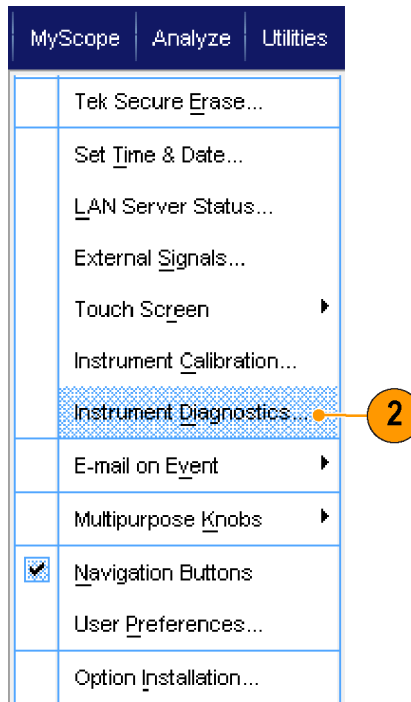 MyScope Analyze Utilities
Tek Secure Erase...
Set Time & Date...
LAN Server Status...
External Signals...
Touch Screen
Instrument Calibration...
Instrument Diagnostics...
2
E-mail on Event
Multipurpose Knobs
Navigation Buttons
User Preferences...
Option Installation...